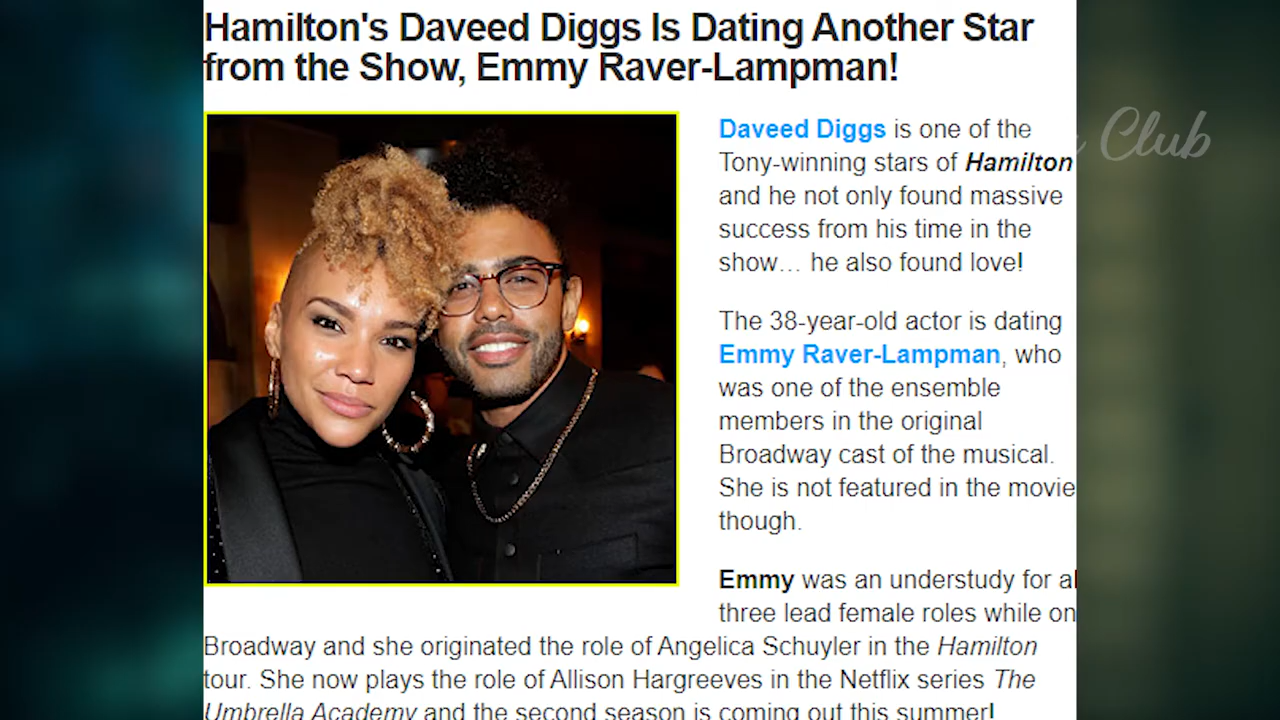 Hamilton's Daveed Diggs Is Dating Another Star
from the Show, Emmy Raver-Lampman!
Daveed Diggs is one of the
Tony-winning stars of Hamilton
and he not only found massive
success from his time in the
show… he also found love!
The 38-year-old actor is dating
Emmy Raver-Lampman, who
was one of the ensemble
members in the original
Broadway cast of the musical.
She is not featured in the movie
though.
Emmy was an understudy for al
three lead female roles while on
Broadway and she originated the role of Angelica Schuyler in the Hamilton
tour. She now plays the role of Allison Hargreeves in the Netflix series The
Umbrella Academy and the second season is coming out this summer!
Club